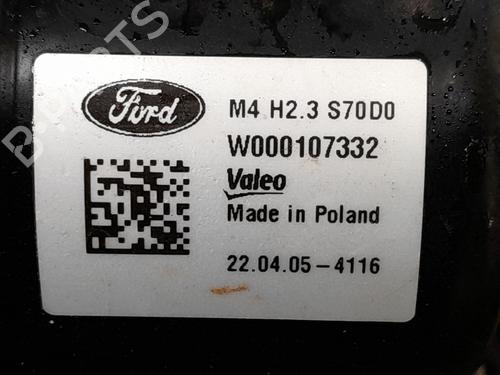 Ford
M4 H2.3 S70D0
W000107332
Valeo
Made in Poland
22.04.05-4116